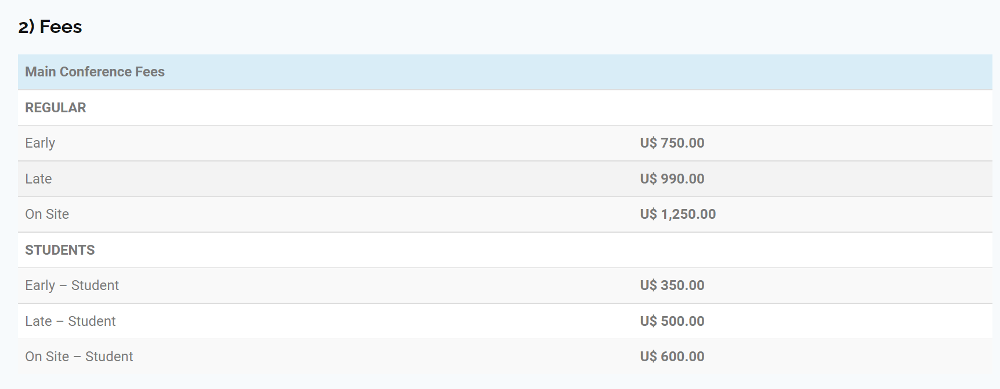 2) Fees
Main Conference Fees
REGULAR
Early U$ 750.00
Late U$ 990.00
On Site U$ 1,250.00
STUDENTS
Early – Student U$ 350.00
Late – Student U$ 500.00
On Site – Student U$ 600.00